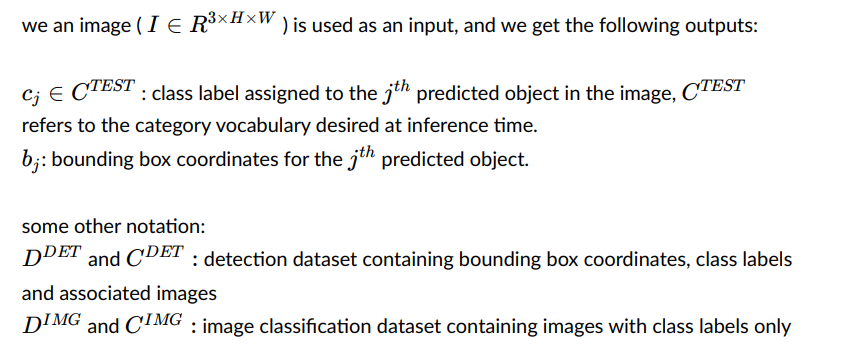 we an image ( I ∈ R^{3×H×W} ) is used as an input, and we get the following outputs:
c_j ∈ C^{TEST} : class label assigned to the j^{th} predicted object in the image, C^{TEST}
refers to the category vocabulary desired at inference time.
b_j: bounding box coordinates for the j^{th} predicted object.
some other notation:
D^{DET} and C^{DET} : detection dataset containing bounding box coordinates, class labels
and associated images
D^{IMG} and C^{IMG} : image classification dataset containing images with class labels only